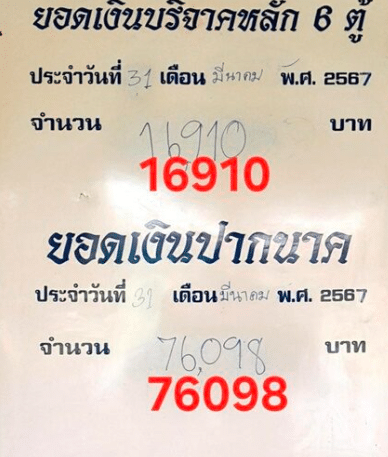 ยอดเงินบริจาคหลัก 6 ตู้
ประจำวันที่ 31 เดือน มีนาคม พ.ศ. 2567
จำนวน 16,910 บาท
16910
ยอดเงินปากนาค
ประจำวันที่ 31 เดือน มีนาคม พ.ศ. 2567
จำนวน 76,098 บาท
76098